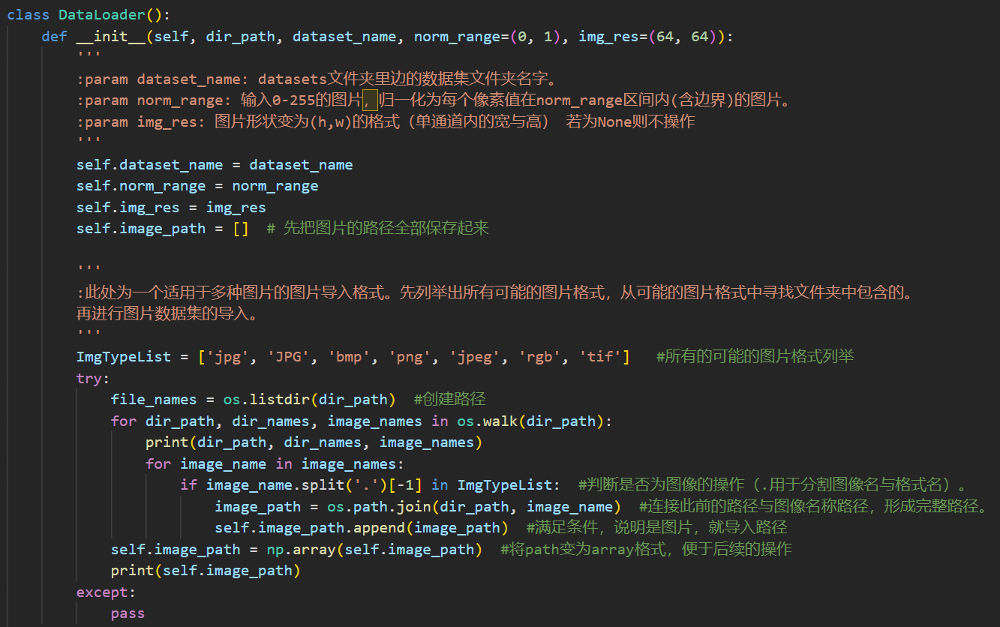 class DataLoader():
    def __init__(self, dir_path, dataset_name, norm_range=(0, 1), img_res=(64, 64)):
        '''
        :param dataset_name: datasets文件夹里边的数据集文件夹名字。
        :param norm_range: 输入0-255的图片，归一化为每个像素值在norm_range区间内(含边界)的图片。
        :param img_res: 图片形状变为(h,w)的格式（单通道内的宽与高） 若为None则不操作
        '''
        self.dataset_name = dataset_name
        self.norm_range = norm_range
        self.img_res = img_res
        self.image_path = []  # 先把图片的路径全部保存起来
        '''
        :此处为一个适用于多种图片的图片导入格式。先列举出所有可能的图片格式，从可能的图片格式中寻找文件夹中包含的。
        再进行图片数据集的导入。
        '''
        ImgTypeList = ['jpg', 'JPG', 'bmp', 'png', 'jpeg', 'rgb', 'tif']   #所有的可能的图片格式列举
        try:
            file_names = os.listdir(dir_path)  #创建路径
            for dir_path, dir_names, image_names in os.walk(dir_path):
                print(dir_path, dir_names, image_names)
                for image_name in image_names:
                    if image_name.split('.')[-1] in ImgTypeList:  #判断是否为图像的操作（.用于分割图像名与格式名）。
                        image_path = os.path.join(dir_path, image_name)  #连接此前的路径与图像名称路径，形成完整路径。
                        self.image_path.append(image_path)  #满足条件，说明是图片，就导入路径
            self.image_path = np.array(self.image_path)  #将path变为array格式，便于后续的操作
            print(self.image_path)
        except:
            pass